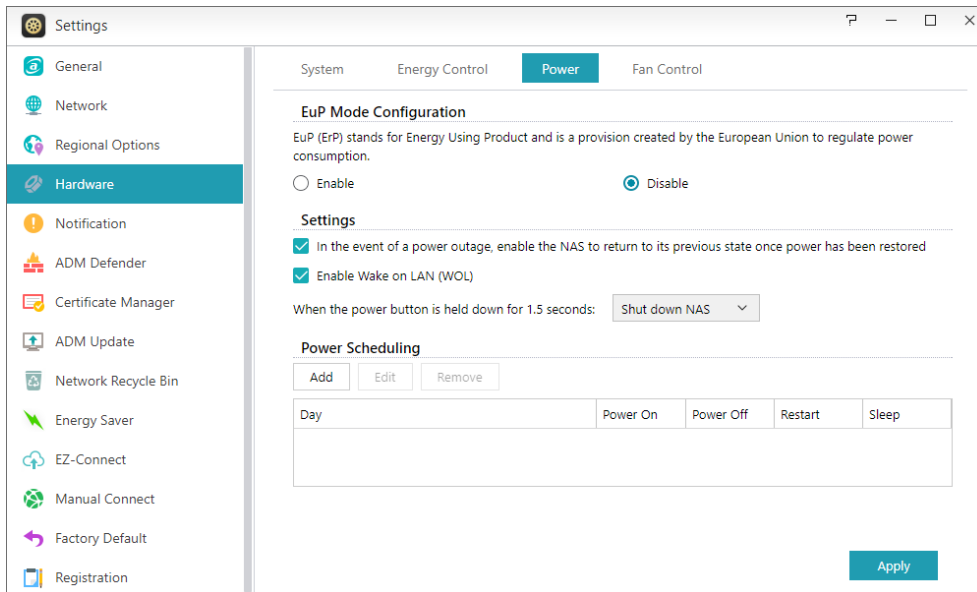 Settings
General
Network
Regional Options
Hardware
Notification
ADM Defender
Certificate Manager
ADM Update
Network Recycle Bin
Energy Saver
EZ-Connect
Manual Connect
Factory Default
Registration
System Energy Control Power Fan Control
EuP Mode Configuration
EuP (ErP) stands for Energy Using Product and is a provision created by the European Union to regulate power
consumption.
Enable Disable
Settings
In the event of a power outage, enable the NAS to return to its previous state once power has been restored
Enable Wake on LAN (WOL)
When the power button is held down for 1.5 seconds: Shut down NAS
Power Scheduling
Add Edit Remove
Day Power On Power Off Restart Sleep
Apply